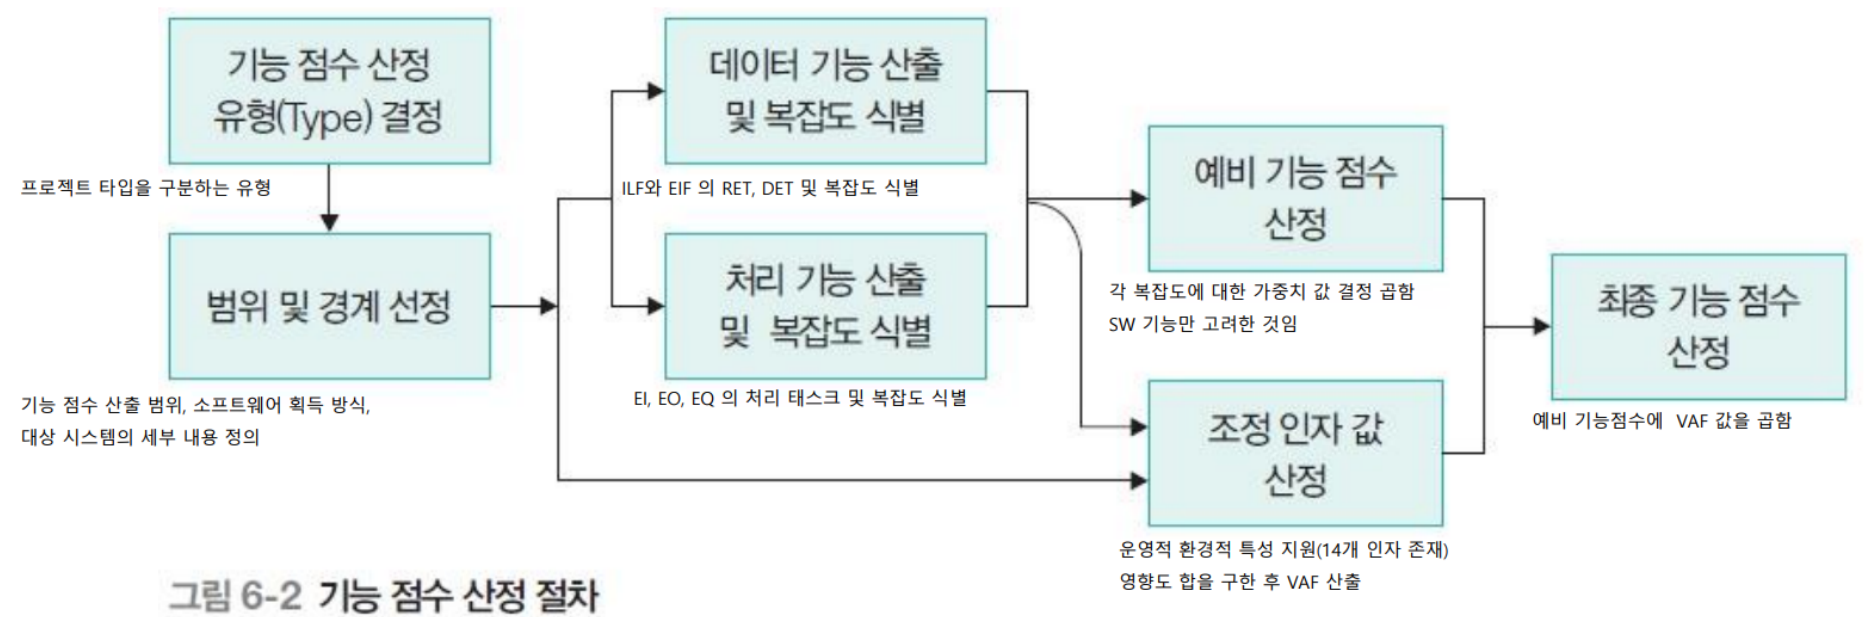 기능 점수 산정
유형(Type) 결정
프로젝트 타입을 구분하는 유형
범위 및 경계 선정
기능 점수 산출 범위, 소프트웨어 획득 방식,
대상 시스템의 세부 내용 정의
데이터 기능 산출
및 복잡도 식별
ILF와 EIF 의 RET, DET 및 복잡도 식별
처리 기능 산출
및 복잡도 식별
EI, EO, EQ 의 처리 태스크 및 복잡도 식별
예비 기능 점수
산정
각 복잡도에 대한 가중치 값 결정 곱함
SW 기능만 고려한 것임
조정 인자 값
산정
운영적 환경적 특성 지원(14개 인자 존재)
영향도 합을 구한 후 VAF 산출
최종 기능 점수
산정
예비 기능점수에 VAF 값을 곱함
그림 6-2 기능 점수 산정 절차